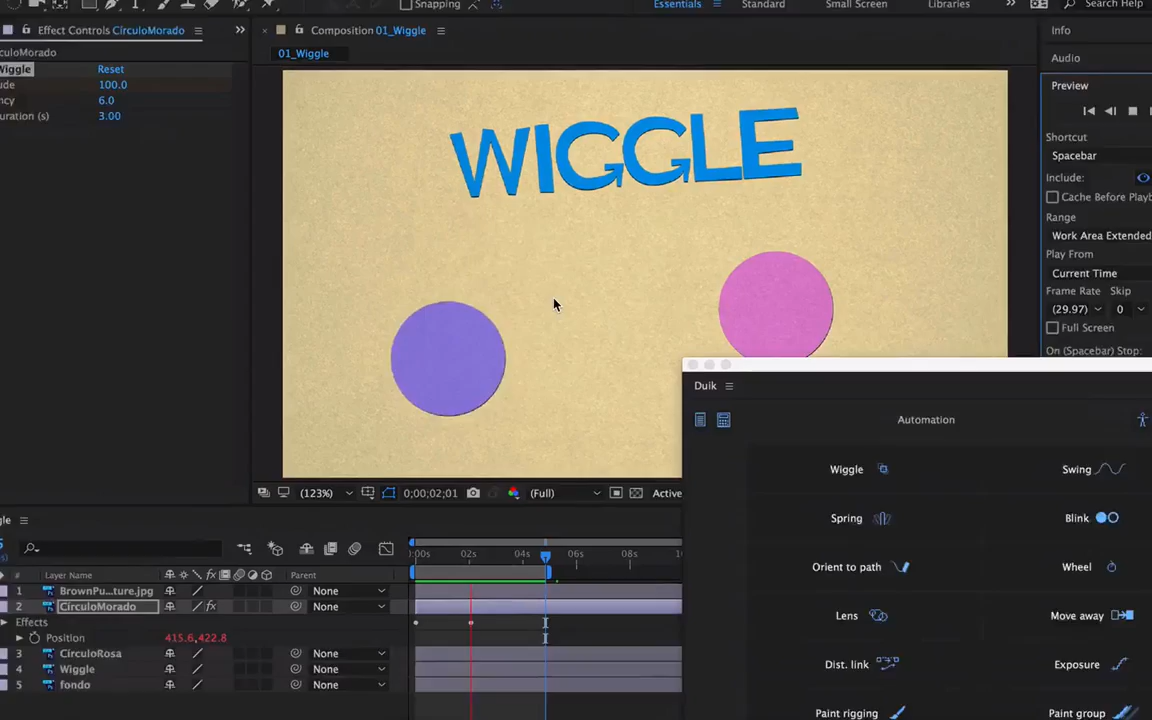 Snapping
Essentials
Standard
Small Screen
Libraries
Search Help
Effect Controls CirculoMorado
Composition 01_Wiggle
Info
culoMorado
01_Wiggle
Audio
Wiggle Reset
ude 100.0
Preview
ncy 6.0
uration (s) 3.00
WIGGLE
Shortcut
Spacebar
Include:
Cache Before Playb
Range
Work Area Extended
Play From
Current Time
Frame Rate Skip
(29.97) 0
Full Screen
On (Spacebar) Stop:
Duik
Automation
Wiggle
Swing
Spring
Blink
Orient to path
Wheel
Lens
Move away
Dist. link
Exposure
Paint rigging
Paint group
(123%)
0;00;02;01
(Full)
Active
gle
:00s 02s 04s 06s 08s 10
# Layer Name Parent
1 BrownPu...ture.jpg None
2 CirculoMorado None
Effects
Position 415.6,422.8
3 CirculoRosa None
4 Wiggle None
5 fondo None